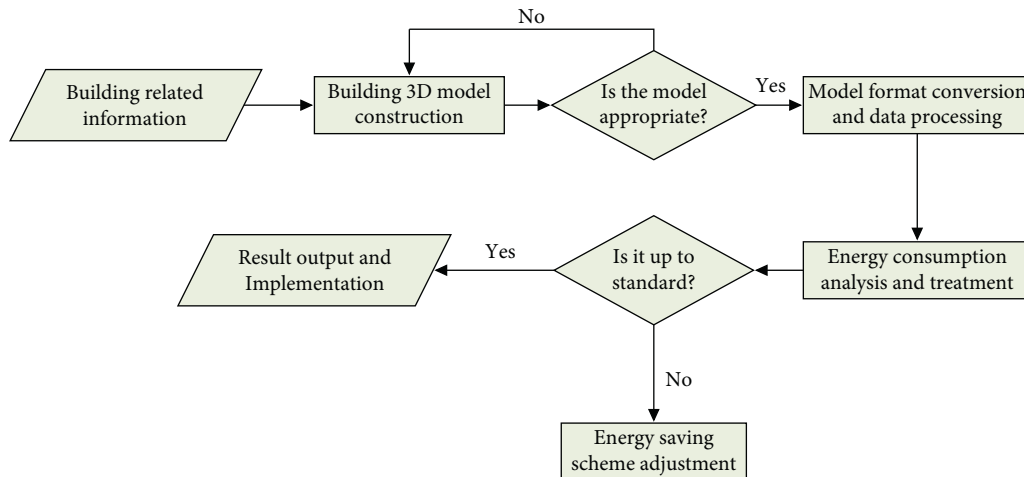 No
Building related
information
Building 3D model
construction
Is the model
appropriate?
Yes
Model format conversion
and data processing
Result output and
Implementation
Yes
Is it up to
standard?
Energy consumption
analysis and treatment
No
Energy saving
scheme adjustment